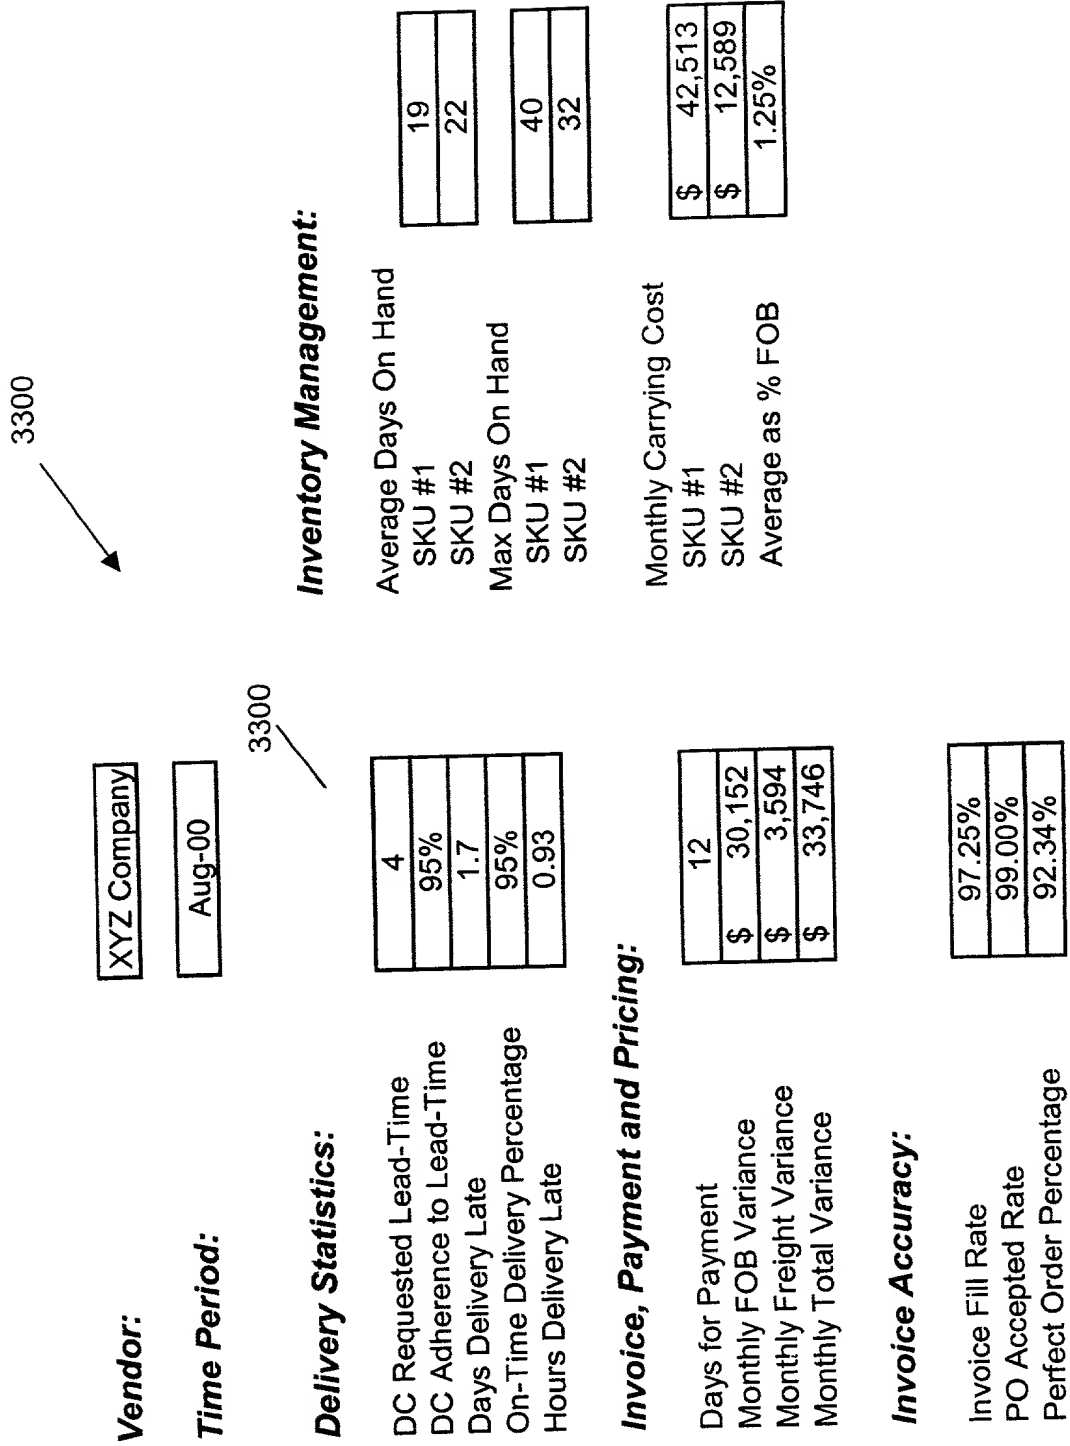 3300
Vendor: XYZ Company
Time Period: Aug-00
3300
Delivery Statistics:
DC Requested Lead-Time 4
DC Adherence to Lead-Time 95%
Days Delivery Late 1.7
On-Time Delivery Percentage 95%
Hours Delivery Late 0.93
Inventory Management:
Average Days On Hand
SKU #1 19
SKU #2 22
Max Days On Hand
SKU #1 40
SKU #2 32
Monthly Carrying Cost
SKU #1 $ 42,513
SKU #2 $ 12,589
Average as % FOB 1.25%
Invoice, Payment and Pricing:
Days for Payment 12
Monthly FOB Variance $ 30,152
Monthly Freight Variance $ 3,594
Monthly Total Variance $ 33,746
Invoice Accuracy:
Invoice Fill Rate 97.25%
PO Accepted Rate 99.00%
Perfect Order Percentage 92.34%